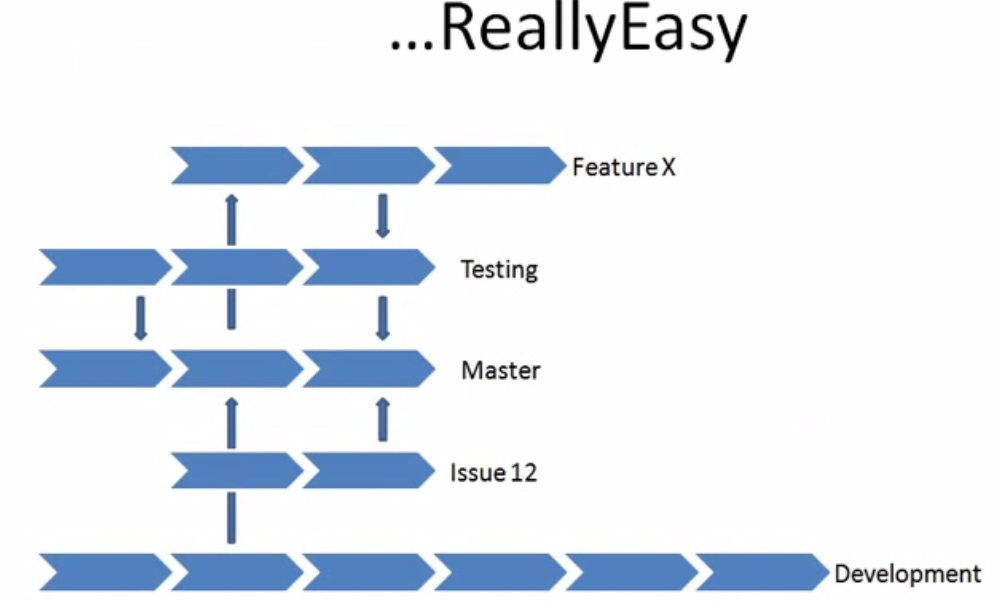 ...ReallyEasy
Feature X
Testing
Master
Issue 12
Development